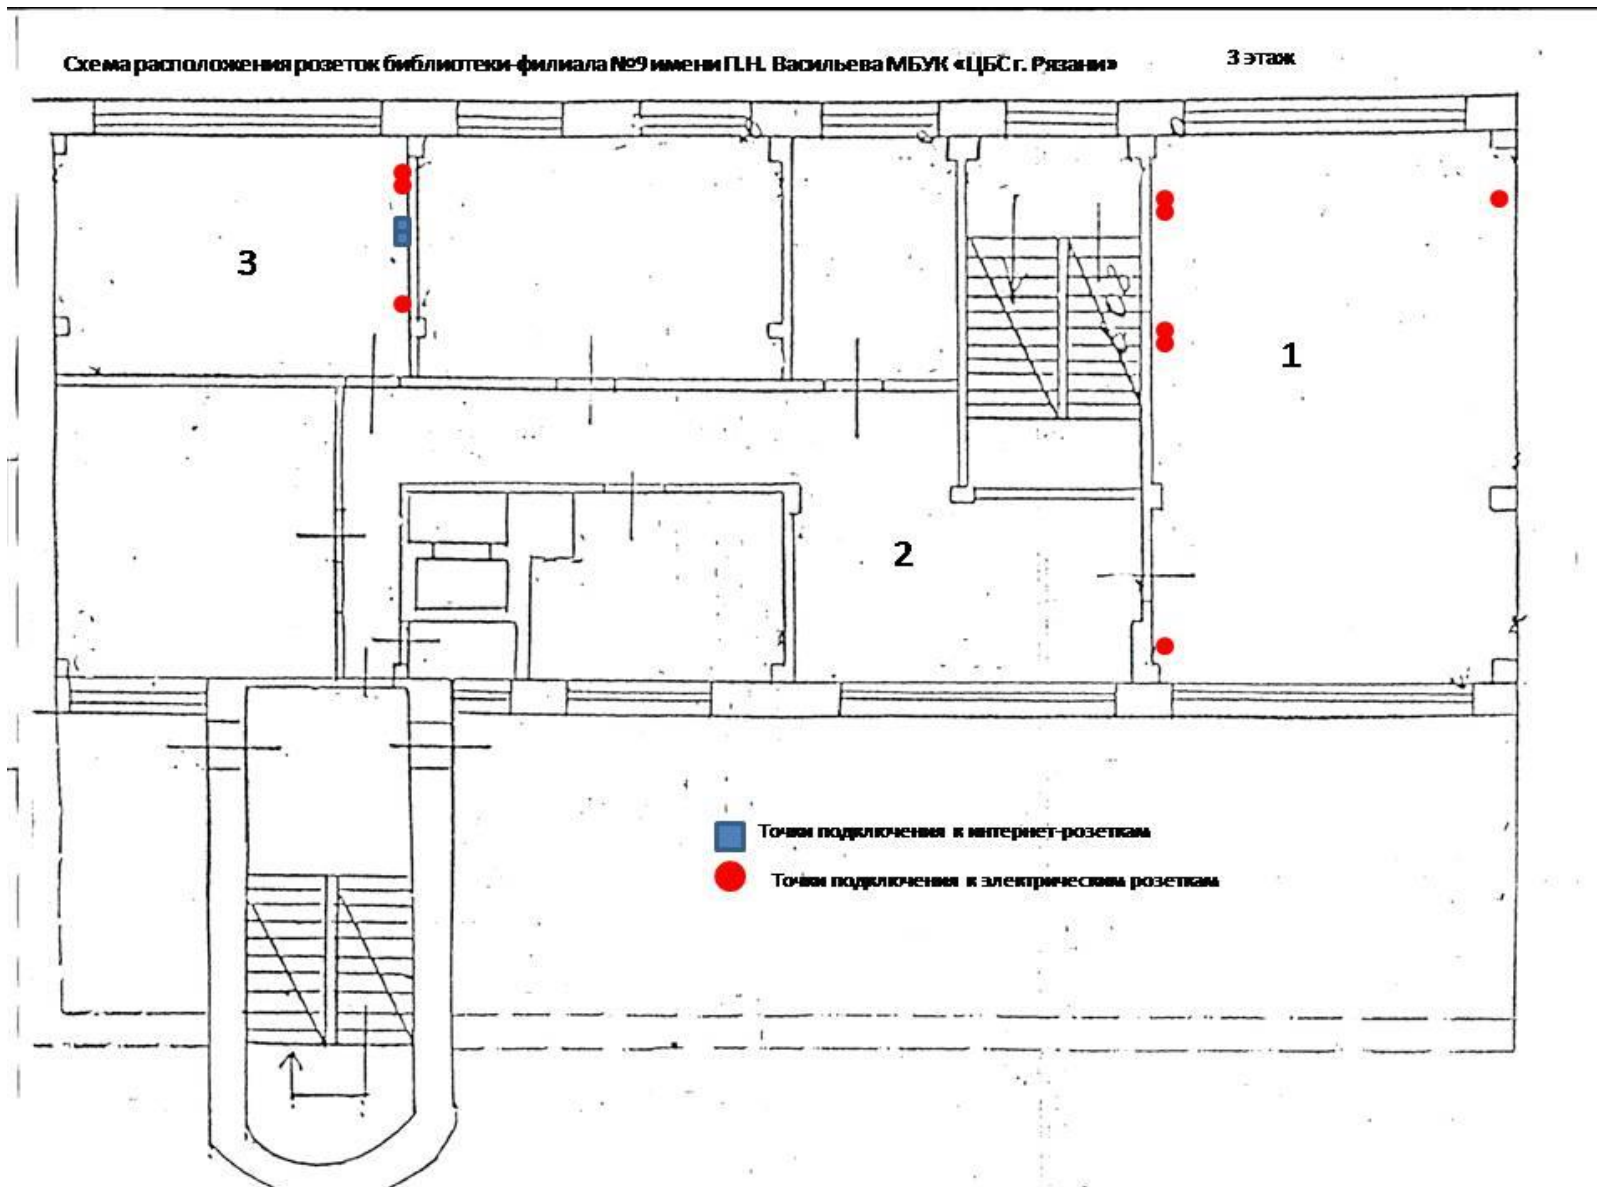 Схема расположения розеток библиотеки-филиала №9 имени П.Н. Васильева МБУК «ЦБС г. Рязани»
3 этаж
3
1
2
Точки подключения к интернет-розеткам
Точки подключения к электрическим розеткам